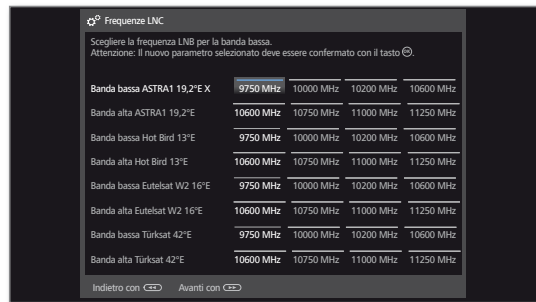 Frequenze LNC
Scegliere la frequenza LNB per la banda bassa.
Attenzione: Il nuovo parametro selezionato deve essere confermato con il tasto OK.
Banda bassa ASTRA1 19,2°E X 9750 MHz 10000 MHz 10200 MHz 10600 MHz
Banda alta ASTRA1 19,2°E 10600 MHz 10750 MHz 11000 MHz 11250 MHz
Banda bassa Hot Bird 13°E 9750 MHz 10000 MHz 10200 MHz 10600 MHz
Banda alta Hot Bird 13°E 10600 MHz 10750 MHz 11000 MHz 11250 MHz
Banda bassa Eutelsat W2 16°E 9750 MHz 10000 MHz 10200 MHz 10600 MHz
Banda alta Eutelsat W2 16°E 10600 MHz 10750 MHz 11000 MHz 11250 MHz
Banda bassa Türksat 42°E 9750 MHz 10000 MHz 10200 MHz 10600 MHz
Banda alta Türksat 42°E 10600 MHz 10750 MHz 11000 MHz 11250 MHz
Indietro con Avanti con